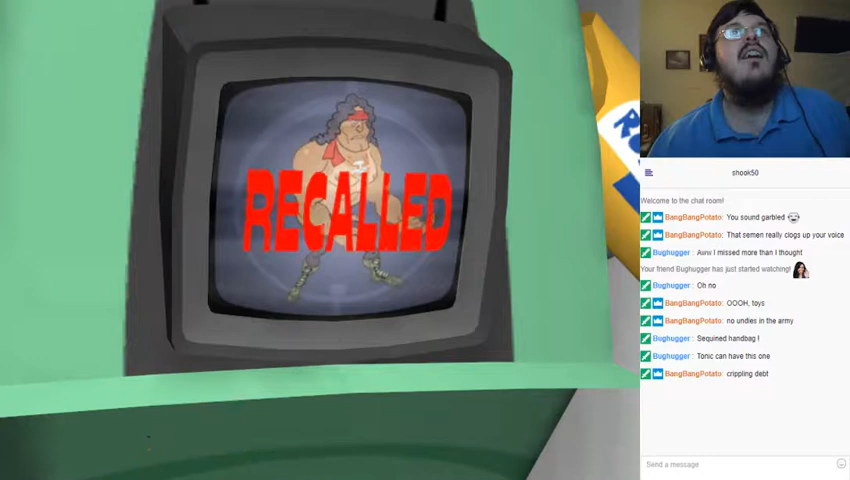 RECALLED
shook50
Welcome to the chat room!
BangBangPotato: You sound garbled
BangBangPotato: That semen really clogs up your voice
Bughugger : Aww I missed more than I thought
Your friend Bughugger has just started watching!
Bughugger : Oh no
BangBangPotato: OOOH, toys
BangBangPotato: no undies in the army
Bughugger : Sequined handbag !
Bughugger : Tonic can have this one
BangBangPotato: crippling debt
Send a message